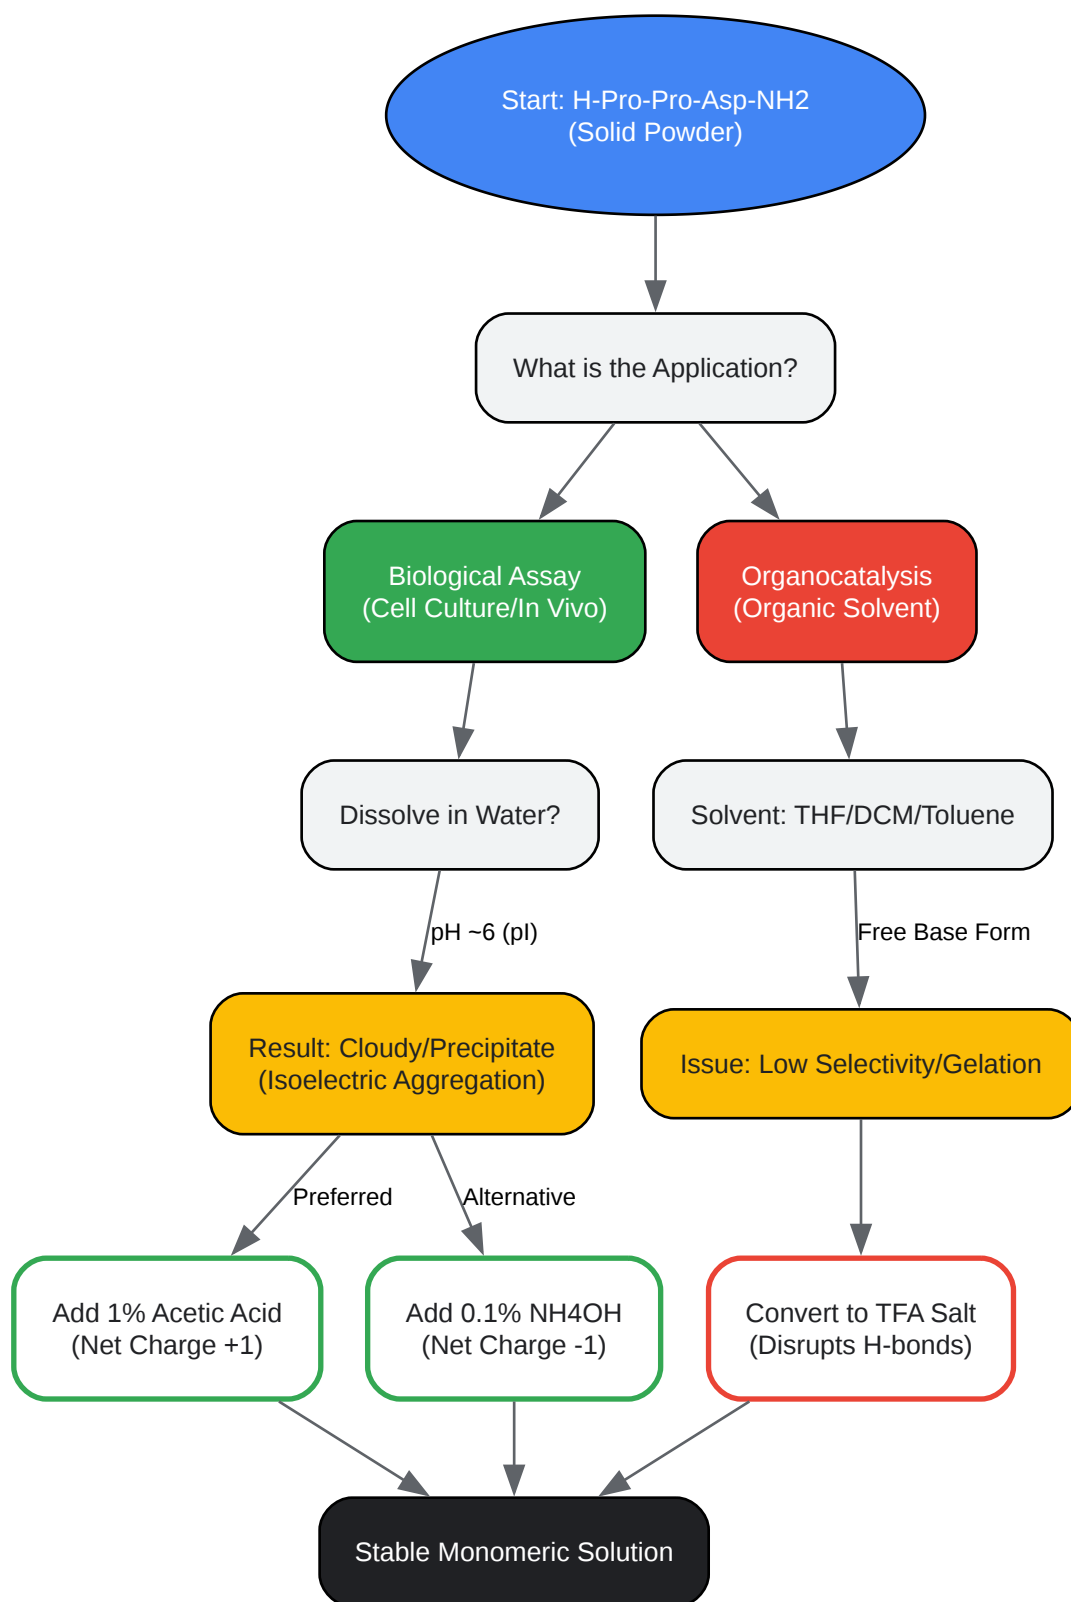 Start: H-Pro-Pro-Asp-NH2
(Solid Powder)
What is the Application?
Biological Assay
(Cell Culture/In Vivo)
Organocatalysis
(Organic Solvent)
Dissolve in Water?
Solvent: THF/DCM/Toluene
pH ~6 (pI)
Free Base Form
Result: Cloudy/Precipitate
(Isoelectric Aggregation)
Issue: Low Selectivity/Gelation
Preferred
Alternative
Add 1% Acetic Acid
(Net Charge +1)
Add 0.1% NH4OH
(Net Charge -1)
Convert to TFA Salt
(Disrupts H-bonds)
Stable Monomeric Solution